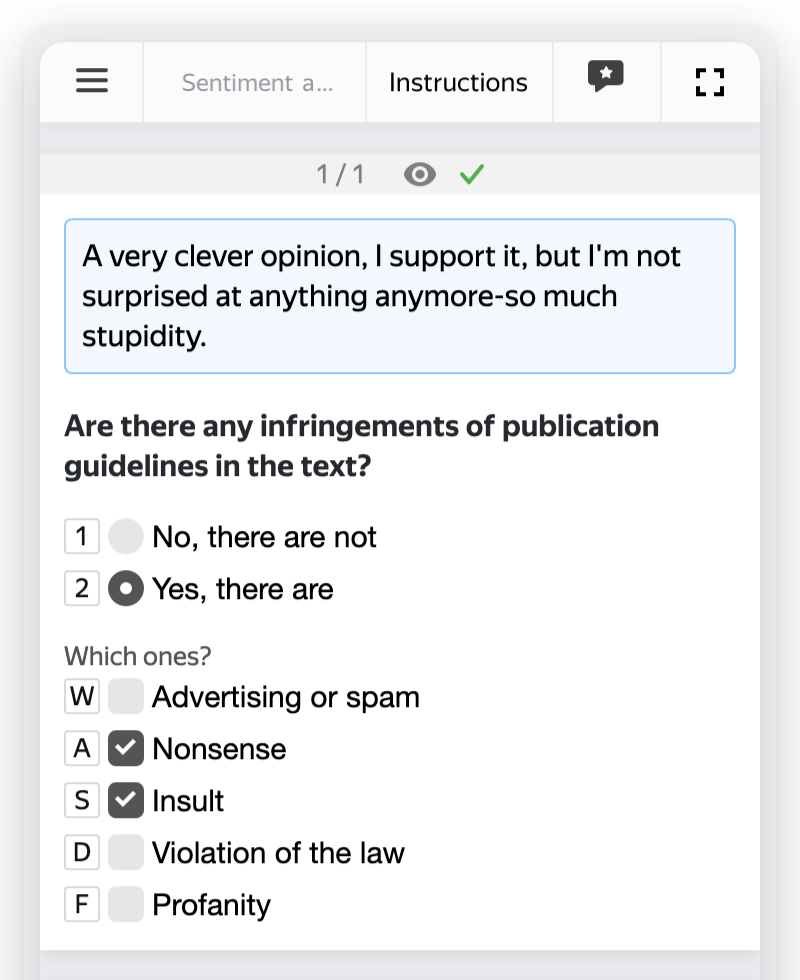 Sentiment a...
Instructions
1 / 1
A very clever opinion, I support it, but I'm not
surprised at anything anymore-so much
stupidity.
Are there any infringements of publication
guidelines in the text?
1 No, there are not
2 Yes, there are
Which ones?
W Advertising or spam
A Nonsense
S Insult
D Violation of the law
F Profanity